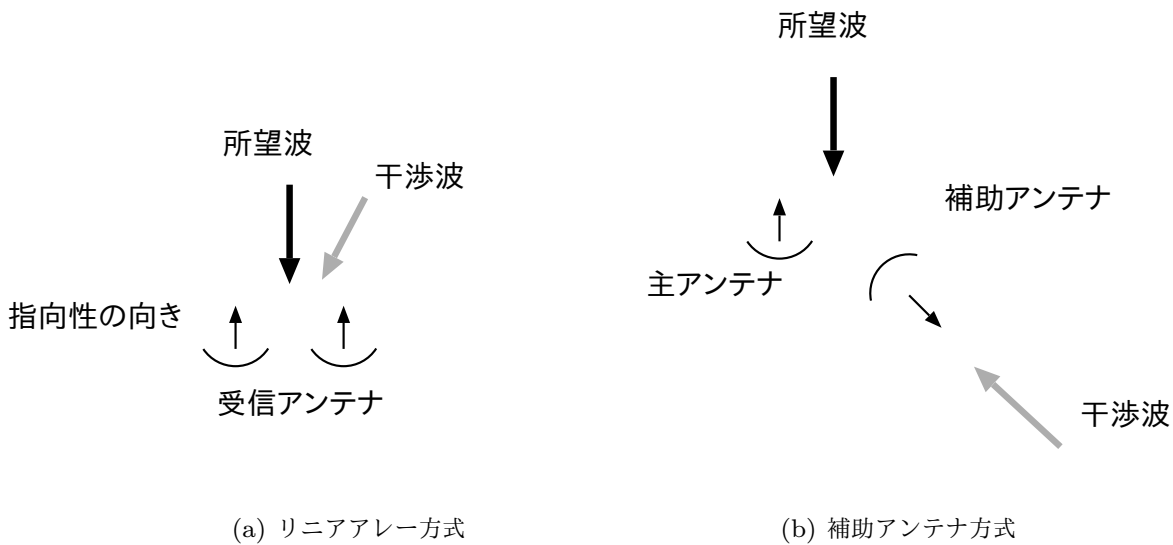 所望波
干渉波
指向性の向き
受信アンテナ
(a) リニアアレー方式
所望波
補助アンテナ
主アンテナ
干渉波
(b) 補助アンテナ方式